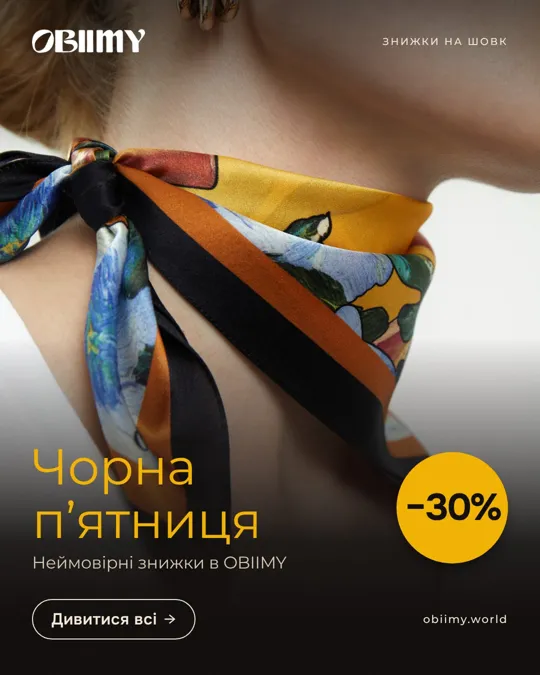 OBIIMY
ЗНИЖКИ НА ШОВК
Чорна
п’ятниця
−30%
Неймовірні знижки в OBIIMY
Дивитися всі →
obiimy.world